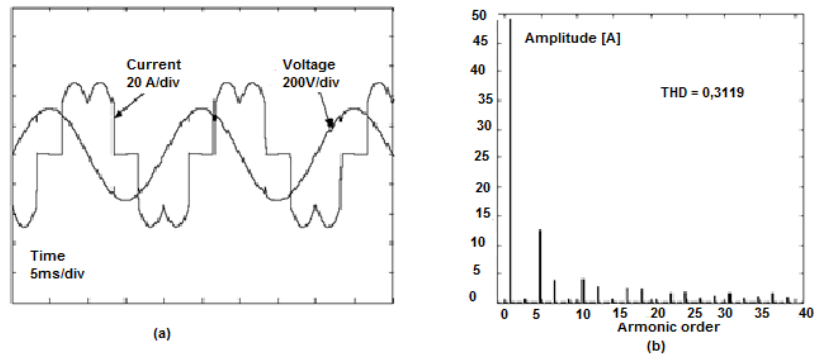 Current
20 A/div
Voltage
200V/div
Time
5ms/div
(a)
50
45
40
35
30
25
20
15
10
5
0
Amplitude [A]
THD = 0,3119
0 5 10 15 20 25 30 35 40
Armonic order
(b)